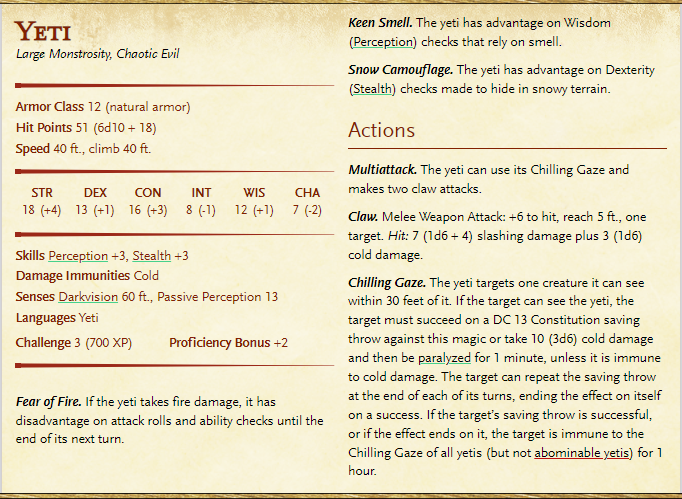 YETI
Large Monstrosity, Chaotic Evil
Armor Class 12 (natural armor)
Hit Points 51 (6d10 + 18)
Speed 40 ft., climb 40 ft.
STR DEX CON INT WIS CHA
18 (+4) 13 (+1) 16 (+3) 8 (-1) 12 (+1) 7 (-2)
Skills Perception +3, Stealth +3
Damage Immunities Cold
Senses Darkvision 60 ft., Passive Perception 13
Languages Yeti
Challenge 3 (700 XP) Proficiency Bonus +2
Fear of Fire. If the yeti takes fire damage, it has
disadvantage on attack rolls and ability checks until the
end of its next turn.
Keen Smell. The yeti has advantage on Wisdom
(Perception) checks that rely on smell.
Snow Camouflage. The yeti has advantage on Dexterity
(Stealth) checks made to hide in snowy terrain.
Actions
Multiattack. The yeti can use its Chilling Gaze and
makes two claw attacks.
Claw. Melee Weapon Attack: +6 to hit, reach 5 ft., one
target. Hit: 7 (1d6 + 4) slashing damage plus 3 (1d6)
cold damage.
Chilling Gaze. The yeti targets one creature it can see
within 30 feet of it. If the target can see the yeti, the
target must succeed on a DC 13 Constitution saving
throw against this magic or take 10 (3d6) cold damage
and then be paralyzed for 1 minute, unless it is immune
to cold damage. The target can repeat the saving throw
at the end of each of its turns, ending the effect on itself
on a success. If the target's saving throw is successful,
or if the effect ends on it, the target is immune to the
Chilling Gaze of all yetis (but not abominable yetis) for 1
hour.